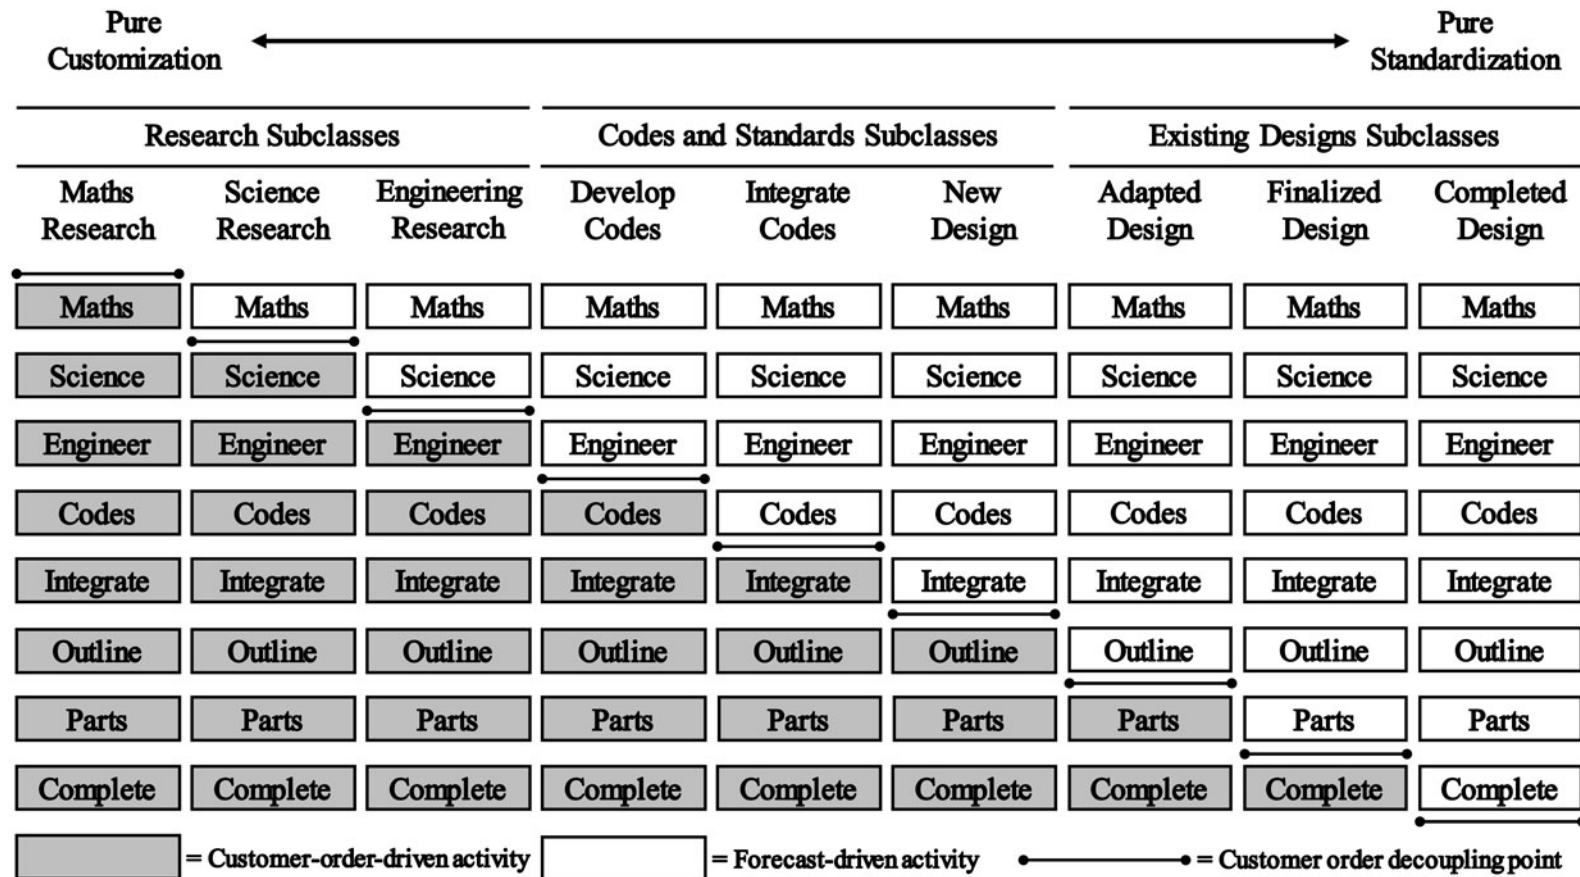 Pure Customization
Pure Standardization
Research Subclasses
Codes and Standards Subclasses
Existing Designs Subclasses
Maths Research
Science Research
Engineering Research
Develop Codes
Integrate Codes
New Design
Adapted Design
Finalized Design
Completed Design
Maths Maths Maths Maths Maths Maths Maths Maths Maths
Science Science Science Science Science Science Science Science Science
Engineer Engineer Engineer Engineer Engineer Engineer Engineer Engineer Engineer
Codes Codes Codes Codes Codes Codes Codes Codes Codes
Integrate Integrate Integrate Integrate Integrate Integrate Integrate Integrate Integrate
Outline Outline Outline Outline Outline Outline Outline Outline Outline
Parts Parts Parts Parts Parts Parts Parts Parts Parts
Complete Complete Complete Complete Complete Complete Complete Complete Complete
= Customer-order-driven activity
= Forecast-driven activity
= Customer order decoupling point